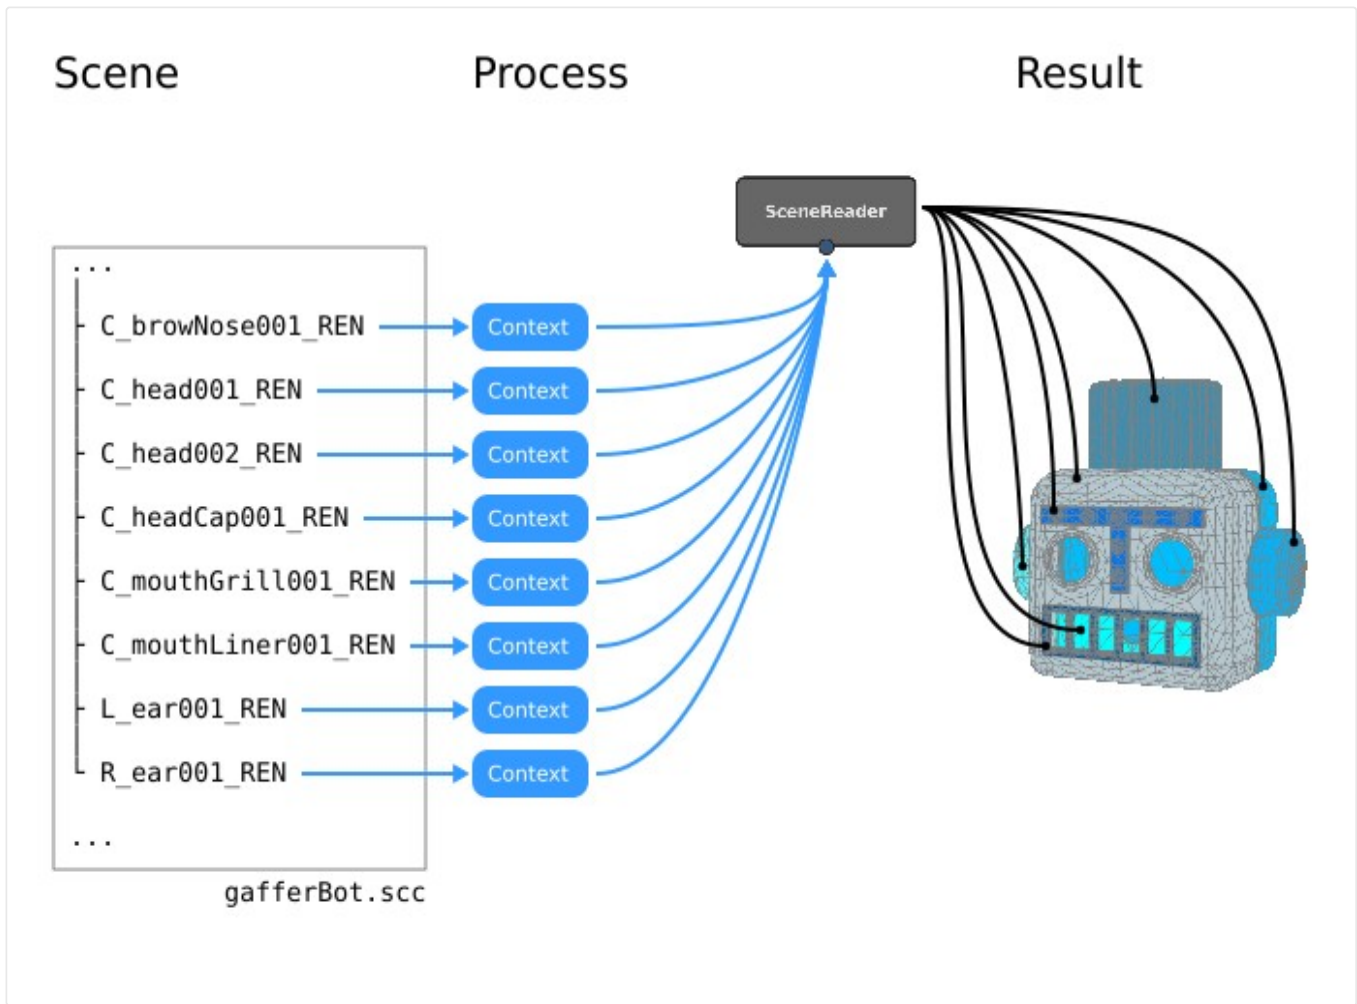 Scene Process Result
SceneReader
...
C_browNose001_REN Context
C_head001_REN Context
C_head002_REN Context
C_headCap001_REN Context
C_mouthGrill001_REN Context
C_mouthLiner001_REN Context
L_ear001_REN Context
R_ear001_REN Context
...
gafferBot.scc